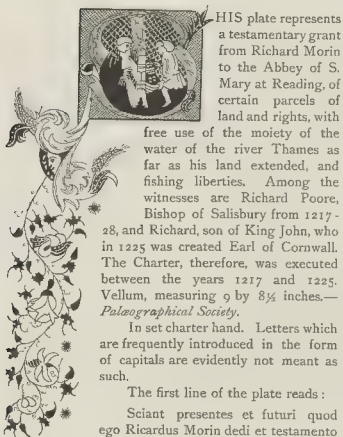 THIS plate represents
a testamentary grant
from Richard Morin
to the Abbey of S.
Mary at Reading, of
certain parcels of
land and rights, with
free use of the moiety of the
water of the river Thames as
far as his land extended, and
fishing liberties. Among the
witnesses are Richard Poore,
Bishop of Salisbury from 1217-
28, and Richard, son of King John, who
in 1225 was created Earl of Cornwall.
The Charter, therefore, was executed
between the years 1217 and 1225.
Vellum, measuring 9 by 8½ inches.—
Palæographical Society.
In set charter hand. Letters which
are frequently introduced in the form
of capitals are evidently not meant as
such.
The first line of the plate reads:
Sciant presentes et futuri quod
ego Ricardus Morin dedi et testamento